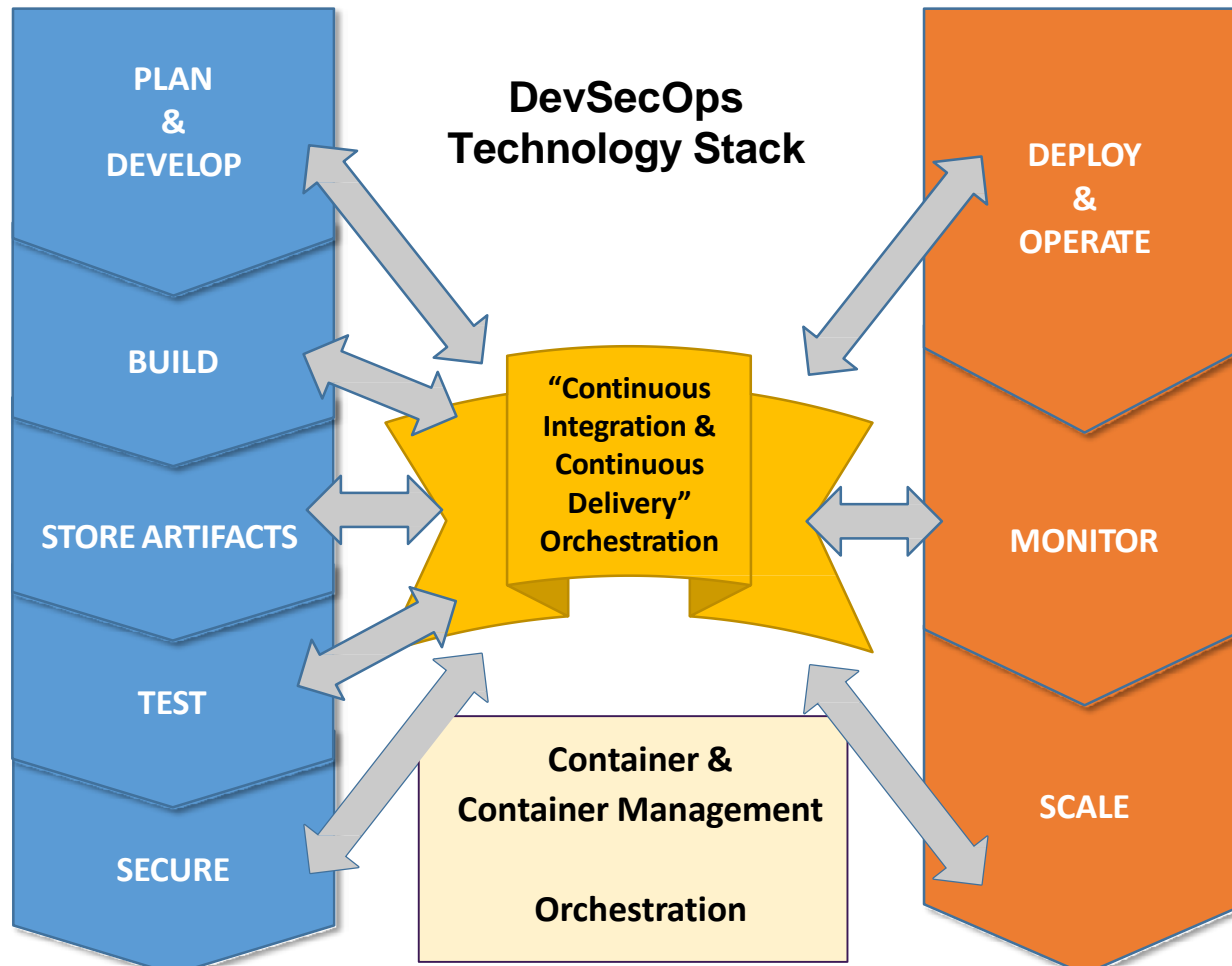 DevSecOps
Technology Stack
PLAN
&
DEVELOP
BUILD
STORE ARTIFACTS
TEST
SECURE
“Continuous
Integration &
Continuous
Delivery”
Orchestration
Container &
Container Management
Orchestration
DEPLOY
&
OPERATE
MONITOR
SCALE